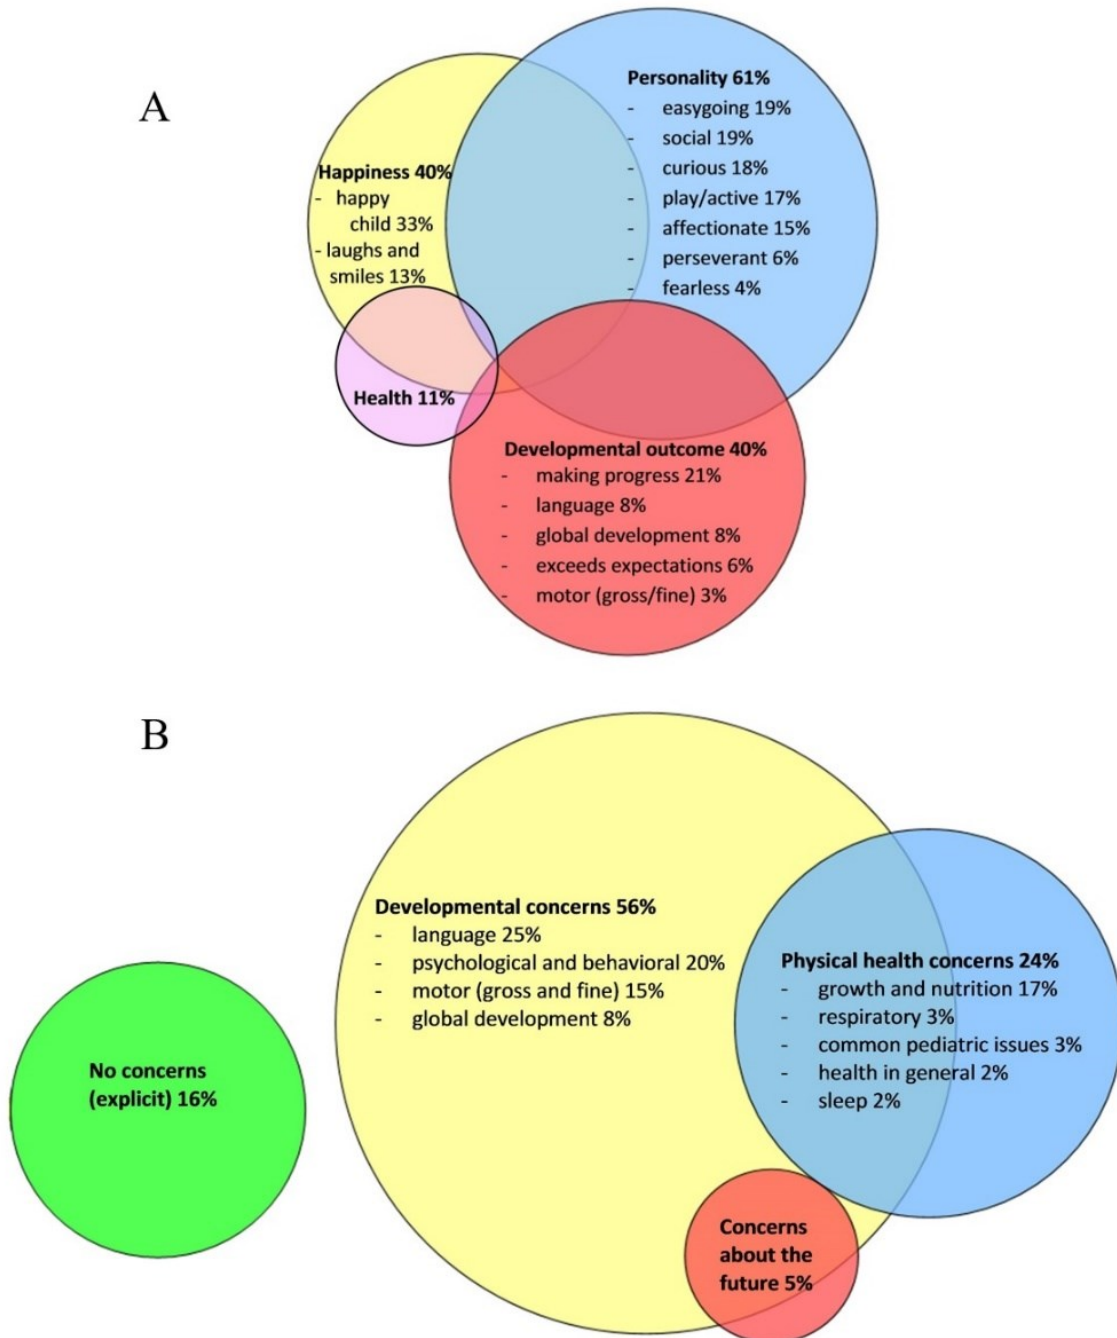 A
Personality 61%
- easygoing 19%
- social 19%
- curious 18%
- play/active 17%
- affectionate 15%
- perseverant 6%
- fearless 4%
Happiness 40%
- happy
child 33%
- laughs and
smiles 13%
Health 11%
Developmental outcome 40%
- making progress 21%
- language 8%
- global development 8%
- exceeds expectations 6%
- motor (gross/fine) 3%
B
Developmental concerns 56%
- language 25%
- psychological and behavioral 20%
- motor (gross and fine) 15%
- global development 8%
Physical health concerns 24%
- growth and nutrition 17%
- respiratory 3%
- common pediatric issues 3%
- health in general 2%
- sleep 2%
No concerns
(explicit) 16%
Concerns
about the
future 5%